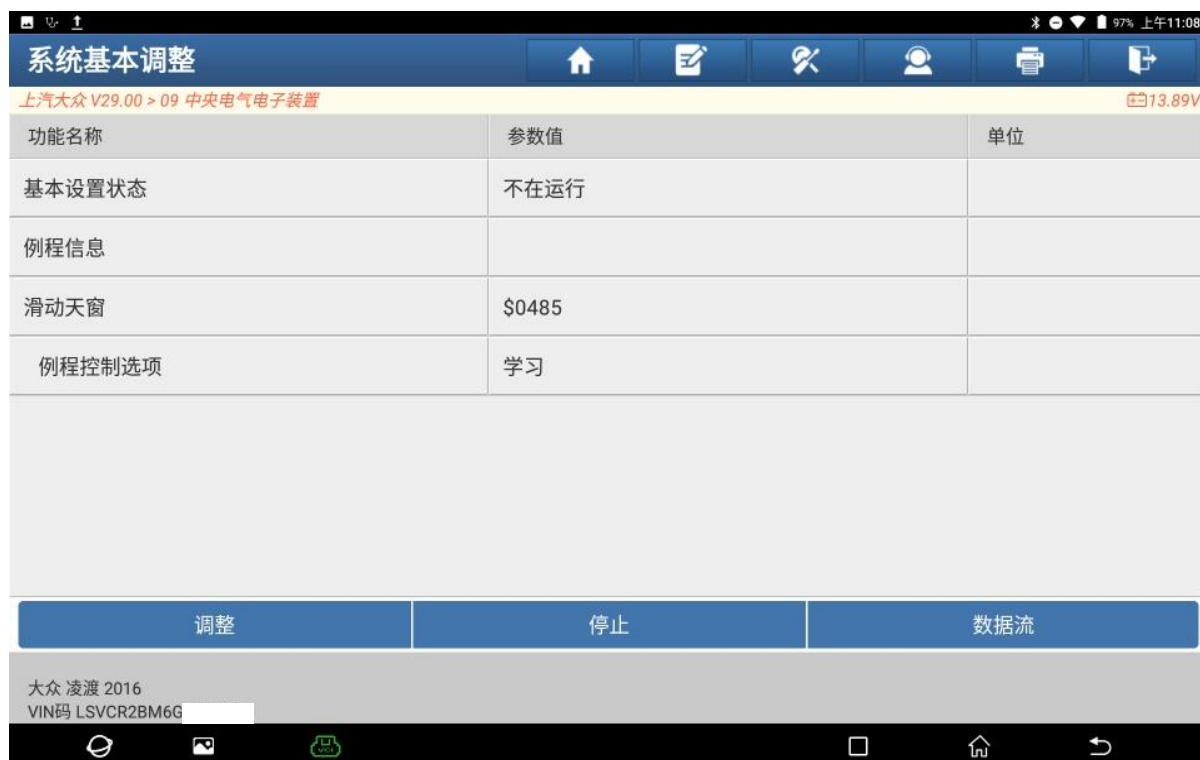 97% 上午11:08
系统基本调整
上汽大众 V29.00 > 09 中央电气电子装置 13.89V
功能名称 参数值 单位
基本设置状态 不在运行
例程信息
滑动天窗 $0485
例程控制选项 学习
调整 停止 数据流
大众 凌渡 2016
VIN码 LSVCR2BM6G
VCI